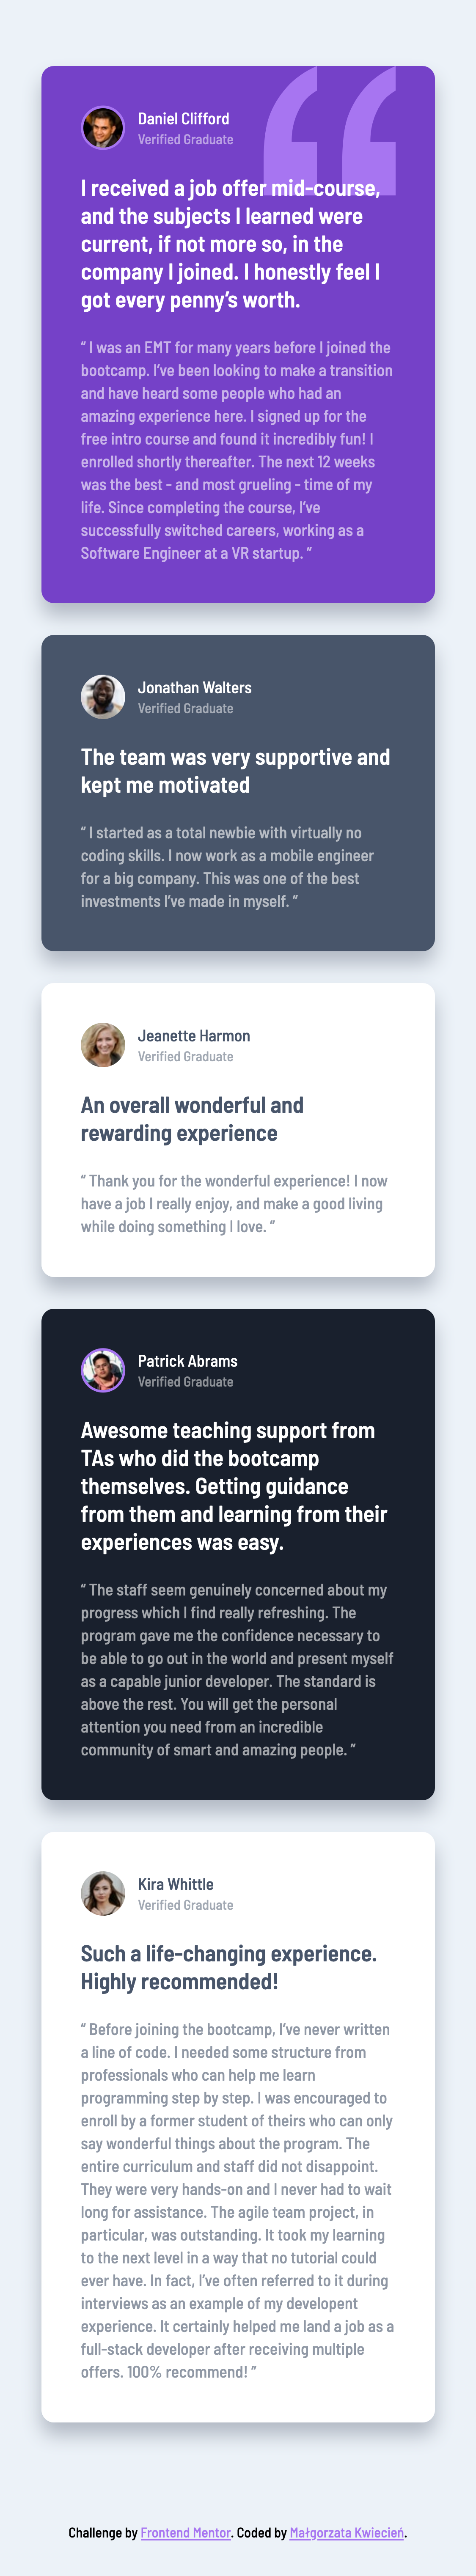 Daniel Clifford
Verified Graduate
I received a job offer mid-course,
and the subjects I learned were
current, if not more so, in the
company I joined. I honestly feel I
got every penny’s worth.
“ I was an EMT for many years before I joined the
bootcamp. I’ve been looking to make a transition
and have heard some people who had an
amazing experience here. I signed up for the
free intro course and found it incredibly fun! I
enrolled shortly thereafter. The next 12 weeks
was the best - and most grueling - time of my
life. Since completing the course, I’ve
successfully switched careers, working as a
Software Engineer at a VR startup. ”
Jonathan Walters
Verified Graduate
The team was very supportive and
kept me motivated
“ I started as a total newbie with virtually no
coding skills. I now work as a mobile engineer
for a big company. This was one of the best
investments I’ve made in myself. ”
Jeanette Harmon
Verified Graduate
An overall wonderful and
rewarding experience
“ Thank you for the wonderful experience! I now
have a job I really enjoy, and make a good living
while doing something I love. ”
Patrick Abrams
Verified Graduate
Awesome teaching support from
TAs who did the bootcamp
themselves. Getting guidance
from them and learning from their
experiences was easy.
“ The staff seem genuinely concerned about my
progress which I find really refreshing. The
program gave me the confidence necessary to
be able to go out in the world and present myself
as a capable junior developer. The standard is
above the rest. You will get the personal
attention you need from an incredible
community of smart and amazing people. ”
Kira Whittle
Verified Graduate
Such a life-changing experience.
Highly recommended!
“ Before joining the bootcamp, I’ve never written
a line of code. I needed some structure from
professionals who can help me learn
programming step by step. I was encouraged to
enroll by a former student of theirs who can only
say wonderful things about the program. The
entire curriculum and staff did not disappoint.
They were very hands-on and I never had to wait
long for assistance. The agile team project, in
particular, was outstanding. It took my learning
to the next level in a way that no tutorial could
ever have. In fact, I’ve often referred to it during
interviews as an example of my developent
experience. It certainly helped me land a job as a
full-stack developer after receiving multiple
offers. 100% recommend! ”
Challenge by Frontend Mentor. Coded by Małgorzata Kwiecień.